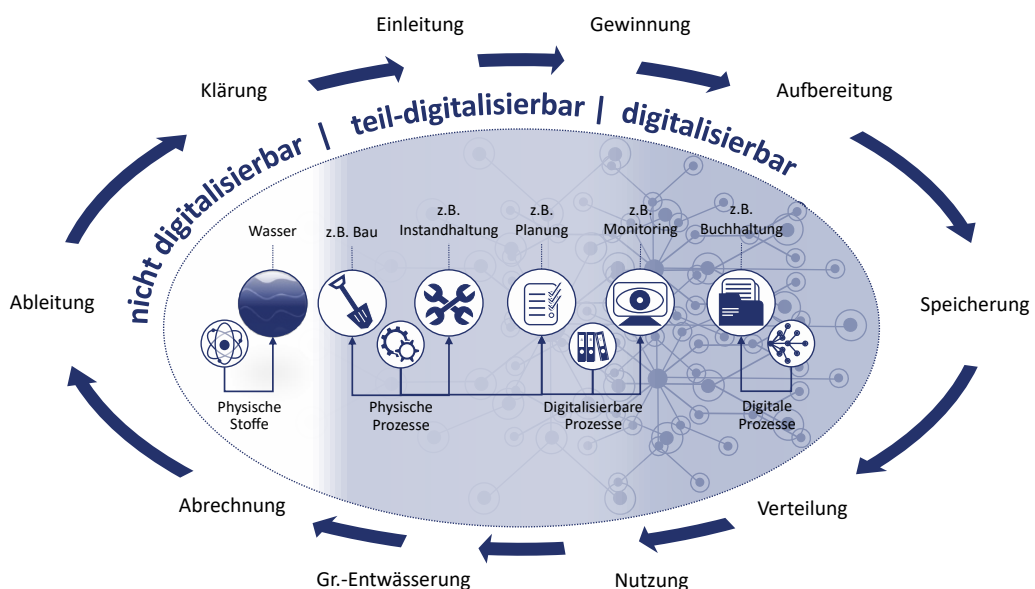 Einleitung
Gewinnung
Klärung
Aufbereitung
nicht digitalisierbar | teil-digitalisierbar | digitalisierbar
Wasser
z.B. Bau
z.B.
Instandhaltung
z.B.
Planung
z.B.
Monitoring
z.B.
Buchhaltung
Ableitung
Speicherung
Physische
Stoffe
Physische
Prozesse
Digitalisierbare
Prozesse
Digitale
Prozesse
Abrechnung
Verteilung
Gr.-Entwässerung
Nutzung